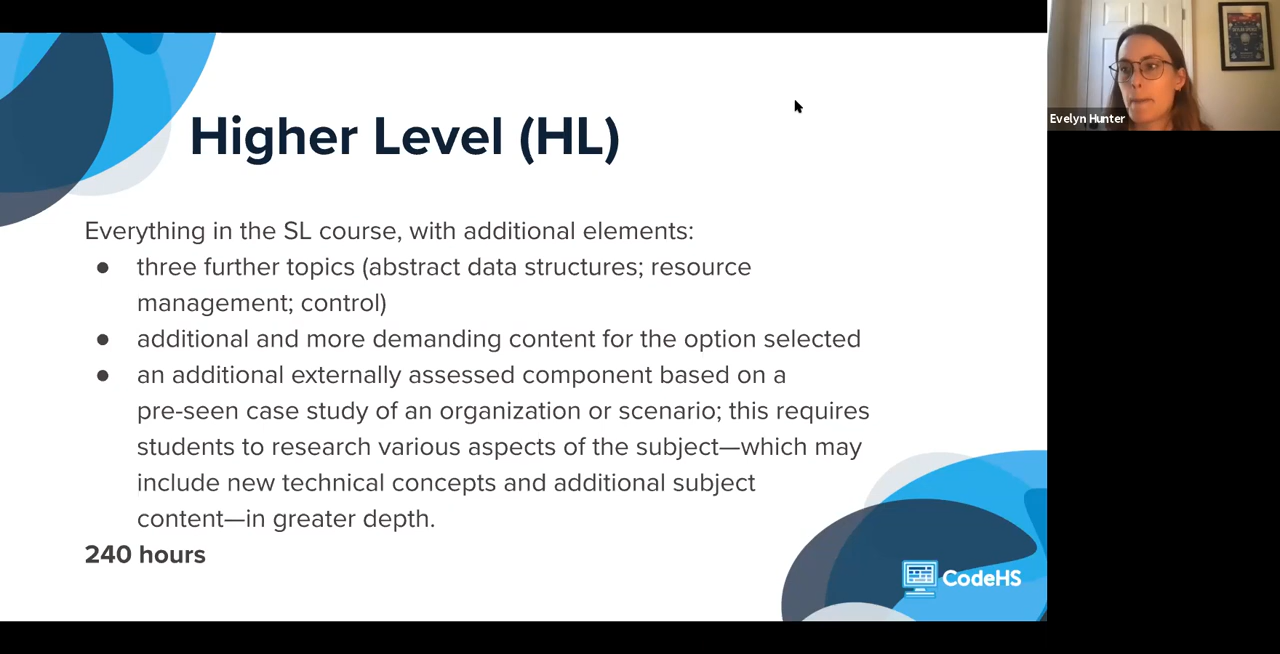 Higher Level (HL)
Evelyn Hunter
Everything in the SL course, with additional elements:
● three further topics (abstract data structures; resource
management; control)
● additional and more demanding content for the option selected
● an additional externally assessed component based on a
pre-seen case study of an organization or scenario; this requires
students to research various aspects of the subject—which may
include new technical concepts and additional subject
content—in greater depth.
240 hours
CodeHS